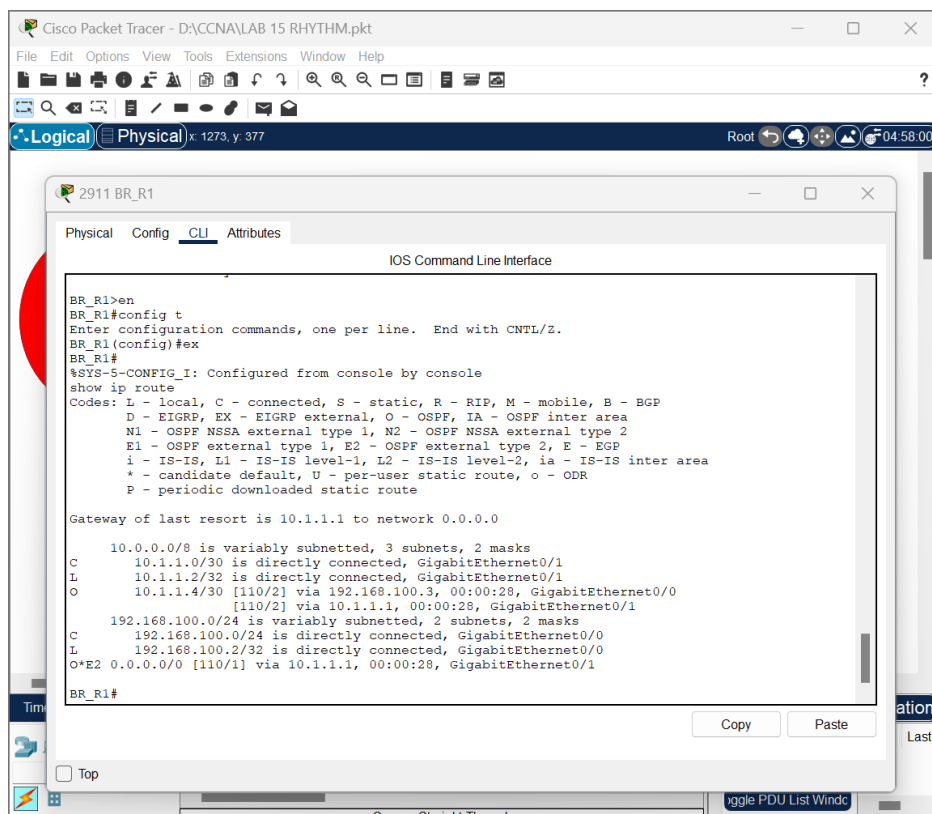 Cisco Packet Tracer - D:\CCNA\LAB 15 RHYTHM.pkt
File Edit Options View Tools Extensions Window Help
?
Logical Physical x: 1273, y: 377 Root 04:58:00
2911 BR_R1
Physical Config CLI Attributes
IOS Command Line Interface
BR_R1>en
BR_R1#config t
Enter configuration commands, one per line.  End with CNTL/Z.
BR_R1(config)#ex
BR_R1#
%SYS-5-CONFIG_I: Configured from console by console
show ip route
Codes: L - local, C - connected, S - static, R - RIP, M - mobile, B - BGP
       D - EIGRP, EX - EIGRP external, O - OSPF, IA - OSPF inter area
       N1 - OSPF NSSA external type 1, N2 - OSPF NSSA external type 2
       E1 - OSPF external type 1, E2 - OSPF external type 2, E - EGP
       i - IS-IS, L1 - IS-IS level-1, L2 - IS-IS level-2, ia - IS-IS inter area
       * - candidate default, U - per-user static route, o - ODR
       P - periodic downloaded static route
Gateway of last resort is 10.1.1.1 to network 0.0.0.0
     10.0.0.0/8 is variably subnetted, 3 subnets, 2 masks
C       10.1.1.0/30 is directly connected, GigabitEthernet0/1
L       10.1.1.2/32 is directly connected, GigabitEthernet0/1
O       10.1.1.4/30 [110/2] via 192.168.100.3, 00:00:28, GigabitEthernet0/0
                    [110/2] via 10.1.1.1, 00:00:28, GigabitEthernet0/1
     192.168.100.0/24 is variably subnetted, 2 subnets, 2 masks
C       192.168.100.0/24 is directly connected, GigabitEthernet0/0
L       192.168.100.2/32 is directly connected, GigabitEthernet0/0
O*E2 0.0.0.0/0 [110/1] via 10.1.1.1, 00:00:28, GigabitEthernet0/1
BR_R1#
Time ation
Copy Paste
Last
Top
oggle PDU List Windo